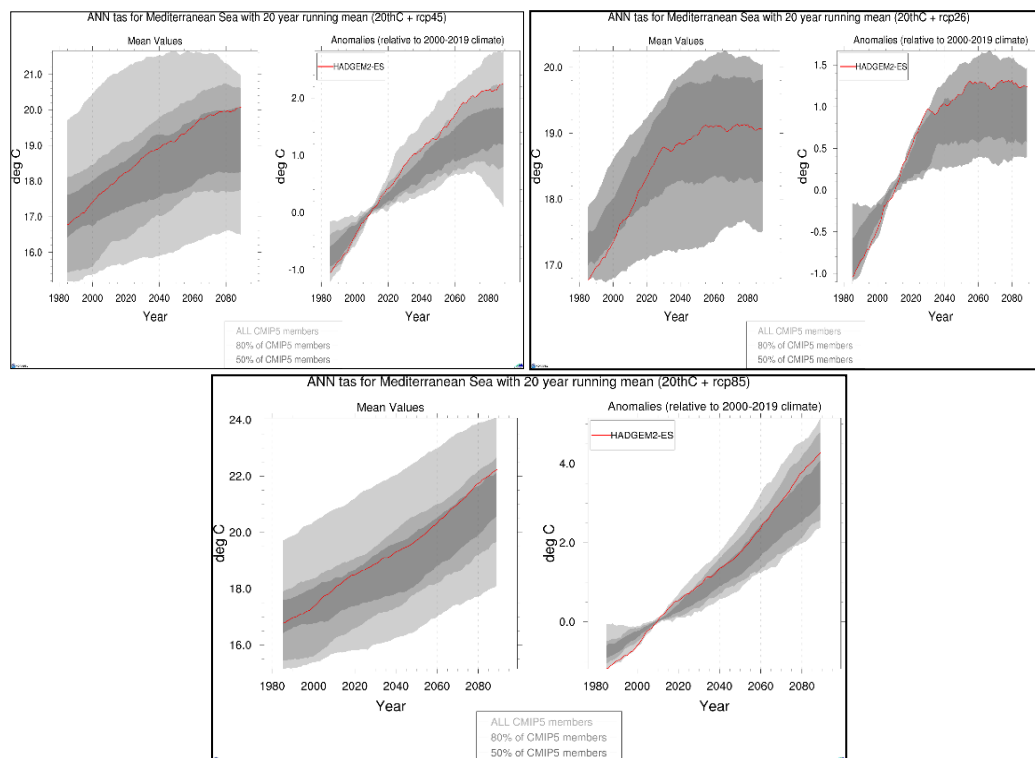 ANN tas for Mediterranean Sea with 20 year running mean (20thC + rcp45)
Mean Values
Anomalies (relative to 2000-2019 climate)
HADGEM2-ES
deg C
21.0
20.0
19.0
18.0
17.0
16.0
1980 2000 2020 2040 2060 2080
Year
deg C
2.0
1.0
0.0
-1.0
1980 2000 2020 2040 2060 2080
Year
ALL CMIP5 members
80% of CMIP5 members
50% of CMIP5 members
ANN tas for Mediterranean Sea with 20 year running mean (20thC + rcp26)
Mean Values
Anomalies (relative to 2000-2019 climate)
HADGEM2-ES
deg C
20.0
19.0
18.0
17.0
1980 2000 2020 2040 2060 2080
Year
deg C
1.5
1.0
0.5
0.0
-0.5
-1.0
1980 2000 2020 2040 2060 2080
Year
ALL CMIP5 members
80% of CMIP5 members
50% of CMIP5 members
ANN tas for Mediterranean Sea with 20 year running mean (20thC + rcp85)
Mean Values
Anomalies (relative to 2000-2019 climate)
HADGEM2-ES
deg C
24.0
22.0
20.0
18.0
16.0
1980 2000 2020 2040 2060 2080
Year
deg C
4.0
2.0
0.0
1980 2000 2020 2040 2060 2080
Year
ALL CMIP5 members
80% of CMIP5 members
50% of CMIP5 members